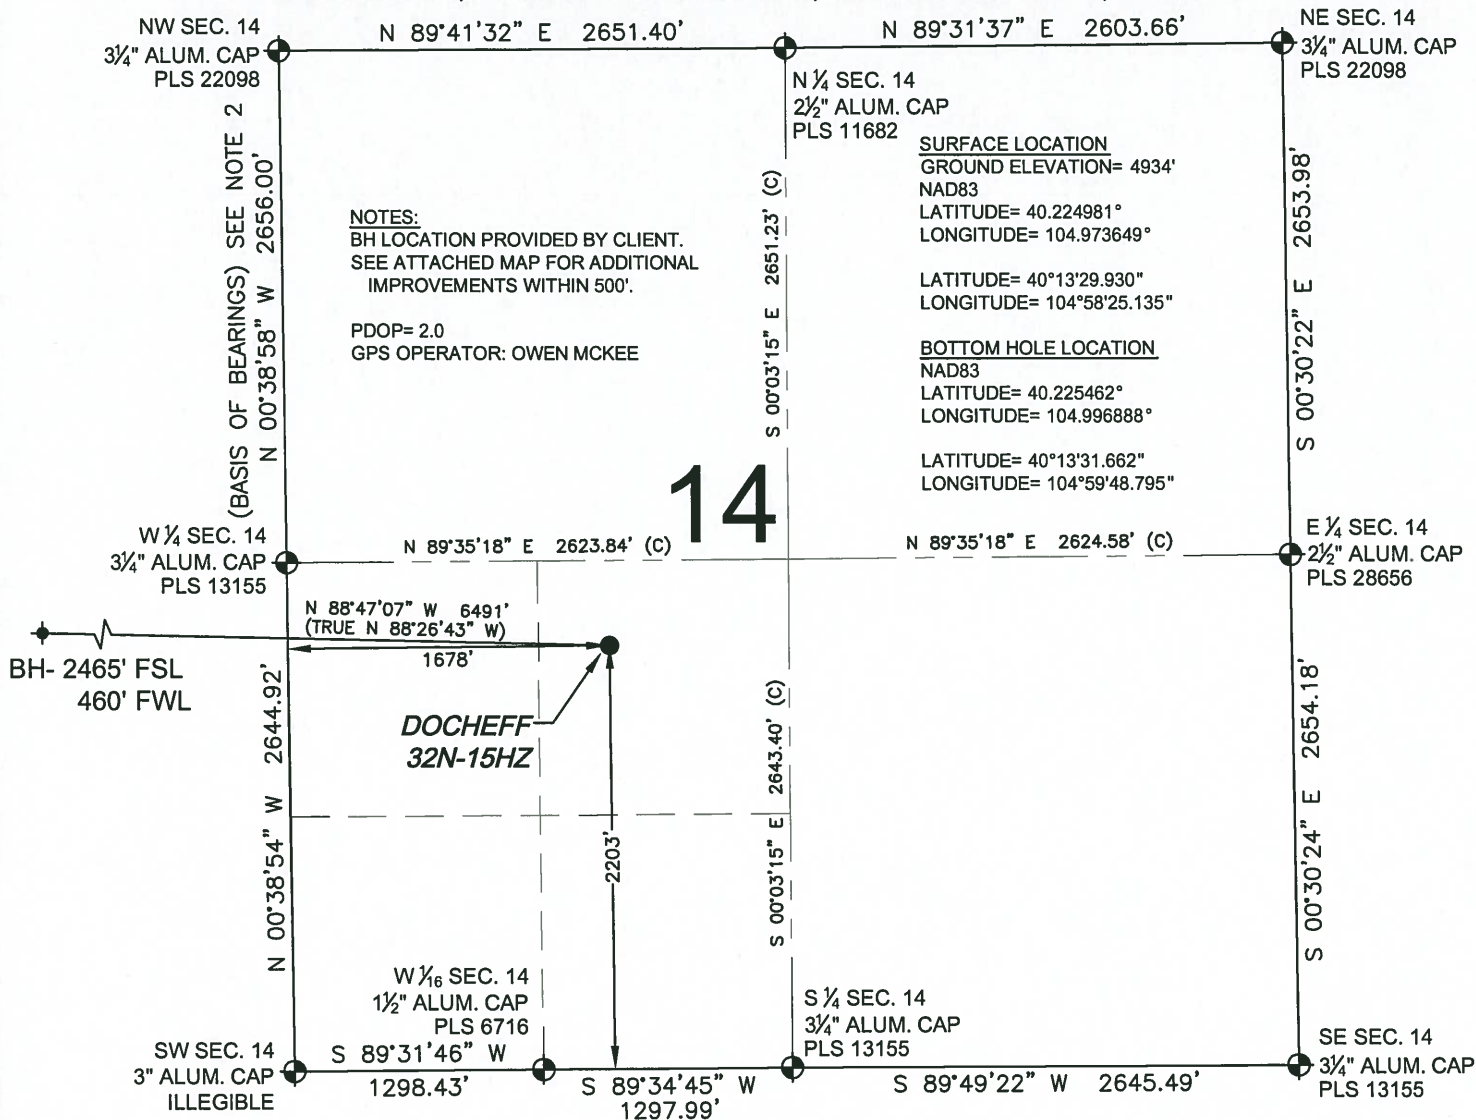 NW SEC. 14
3¼" ALUM. CAP
PLS 22098
N 89°41'32" E 2651.40'
N 89°31'37" E 2603.66'
NE SEC. 14
3¼" ALUM. CAP
PLS 22098
N ¼ SEC. 14
2½" ALUM. CAP
PLS 11682
(BASIS OF BEARINGS) SEE NOTE 2
N 00°38'58" W 2656.00'
NOTES:
BH LOCATION PROVIDED BY CLIENT.
SEE ATTACHED MAP FOR ADDITIONAL
IMPROVEMENTS WITHIN 500'.
PDOP= 2.0
GPS OPERATOR: OWEN MCKEE
S 00°03'15" E 2651.23' (C)
SURFACE LOCATION
GROUND ELEVATION= 4934'
NAD83
LATITUDE= 40.224981°
LONGITUDE= 104.973649°
LATITUDE= 40°13'29.930"
LONGITUDE= 104°58'25.135"
BOTTOM HOLE LOCATION
NAD83
LATITUDE= 40.225462°
LONGITUDE= 104.996888°
LATITUDE= 40°13'31.662"
LONGITUDE= 104°59'48.795"
S 00°30'22" E 2653.98'
14
W ¼ SEC. 14
3¼" ALUM. CAP
PLS 13155
N 89°35'18" E 2623.84' (C)
N 89°35'18" E 2624.58' (C)
E ¼ SEC. 14
2½" ALUM. CAP
PLS 28656
N 88°47'07" W 6491'
(TRUE N 88°26'43" W)
1678'
BH- 2465' FSL
460' FWL
DOCHEFF
32N-15HZ
2203'
N 00°38'54" W 2644.92'
S 00°03'15" E 2643.40' (C)
S 00°30'24" E 2654.18'
W 1⁄16 SEC. 14
1½" ALUM. CAP
PLS 6716
S ¼ SEC. 14
3¼" ALUM. CAP
PLS 13155
SW SEC. 14
3" ALUM. CAP
ILLEGIBLE
S 89°31'46" W
1298.43'
S 89°34'45" W
1297.99'
S 89°49'22" W 2645.49'
SE SEC. 14
3¼" ALUM. CAP
PLS 13155